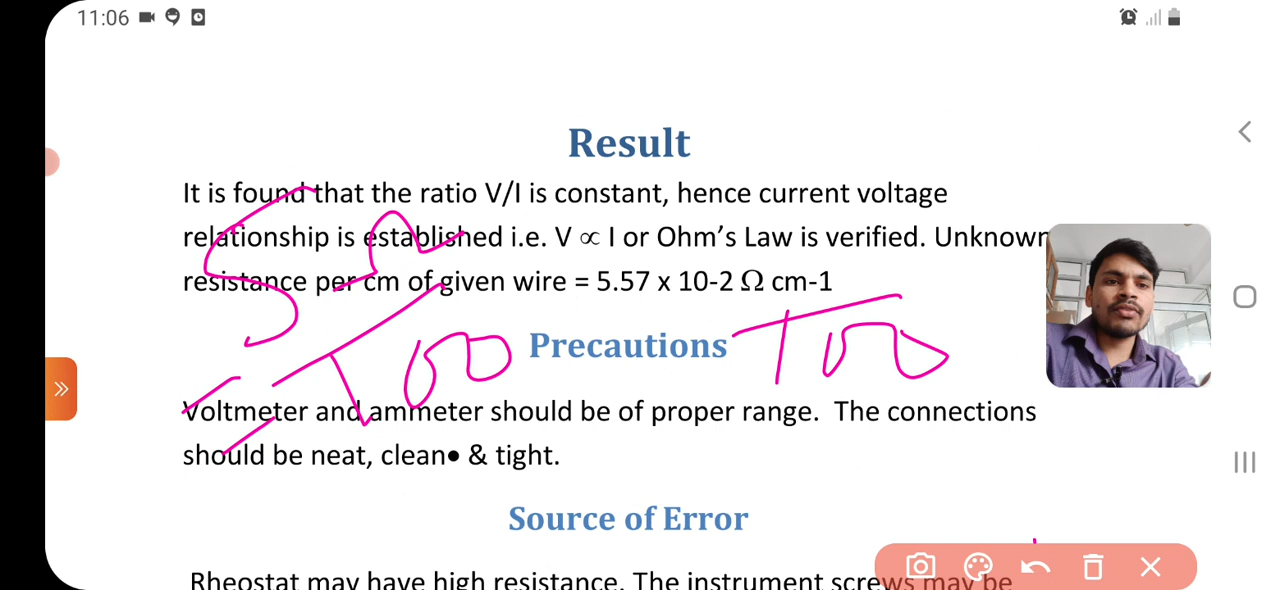 11:06
Result
It is found that the ratio V/I is constant, hence current voltage
relationship is established i.e. V ∝ I or Ohm's Law is verified. Unknown
resistance per cm of given wire = 5.57 x 10-2 Ω cm-1
Precautions
Voltmeter and ammeter should be of proper range. The connections
should be neat, clean● & tight.
Source of Error
Rheostat may have high resistance. The instrument screws may be